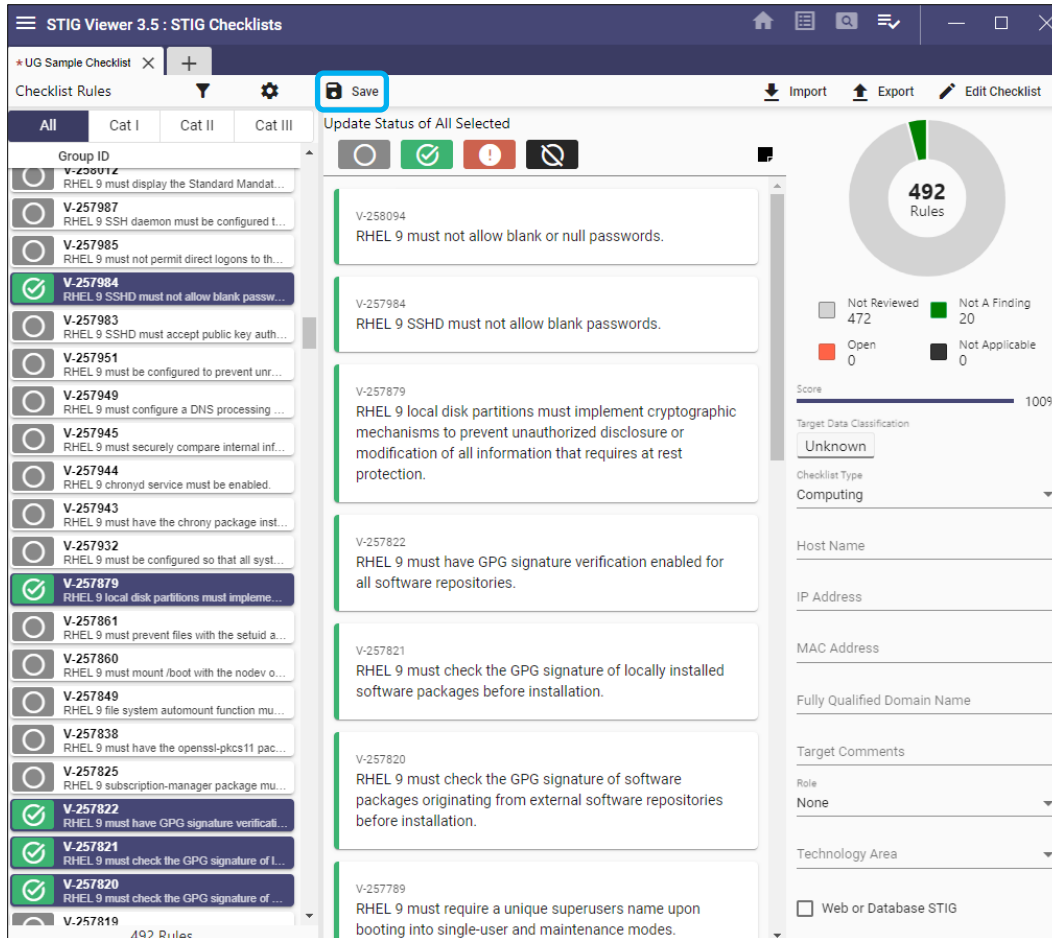 STIG Viewer 3.5 : STIG Checklists
* UG Sample Checklist
Checklist Rules
Save
Import
Export
Edit Checklist
All
Cat I
Cat II
Cat III
Group ID
V-258012
RHEL 9 must display the Standard Mandat...
V-257987
RHEL 9 SSH daemon must be configured t...
V-257985
RHEL 9 must not permit direct logons to th...
V-257984
RHEL 9 SSHD must not allow blank passw...
V-257983
RHEL 9 SSHD must accept public key auth...
V-257951
RHEL 9 must be configured to prevent unr...
V-257949
RHEL 9 must configure a DNS processing ...
V-257945
RHEL 9 must securely compare internal inf...
V-257944
RHEL 9 chronyd service must be enabled.
V-257943
RHEL 9 must have the chrony package inst...
V-257932
RHEL 9 must be configured so that all syst...
V-257879
RHEL 9 local disk partitions must impleme...
V-257861
RHEL 9 must prevent files with the setuid a...
V-257860
RHEL 9 must mount /boot with the nodev o...
V-257849
RHEL 9 file system automount function mu...
V-257838
RHEL 9 must have the openssl-pkcs11 pac...
V-257825
RHEL 9 subscription-manager package mu...
V-257822
RHEL 9 must have GPG signature verificati...
V-257821
RHEL 9 must check the GPG signature of l...
V-257820
RHEL 9 must check the GPG signature of ...
V-257819
492 Rules
Update Status of All Selected
V-258094
RHEL 9 must not allow blank or null passwords.
V-257984
RHEL 9 SSHD must not allow blank passwords.
V-257879
RHEL 9 local disk partitions must implement cryptographic
mechanisms to prevent unauthorized disclosure or
modification of all information that requires at rest
protection.
V-257822
RHEL 9 must have GPG signature verification enabled for
all software repositories.
V-257821
RHEL 9 must check the GPG signature of locally installed
software packages before installation.
V-257820
RHEL 9 must check the GPG signature of software
packages originating from external software repositories
before installation.
V-257789
RHEL 9 must require a unique superusers name upon
booting into single-user and maintenance modes.
492
Rules
Not Reviewed
472
Not A Finding
20
Open
0
Not Applicable
0
Score
100%
Target Data Classification
Unknown
Checklist Type
Computing
Host Name
IP Address
MAC Address
Fully Qualified Domain Name
Target Comments
Role
None
Technology Area
Web or Database STIG